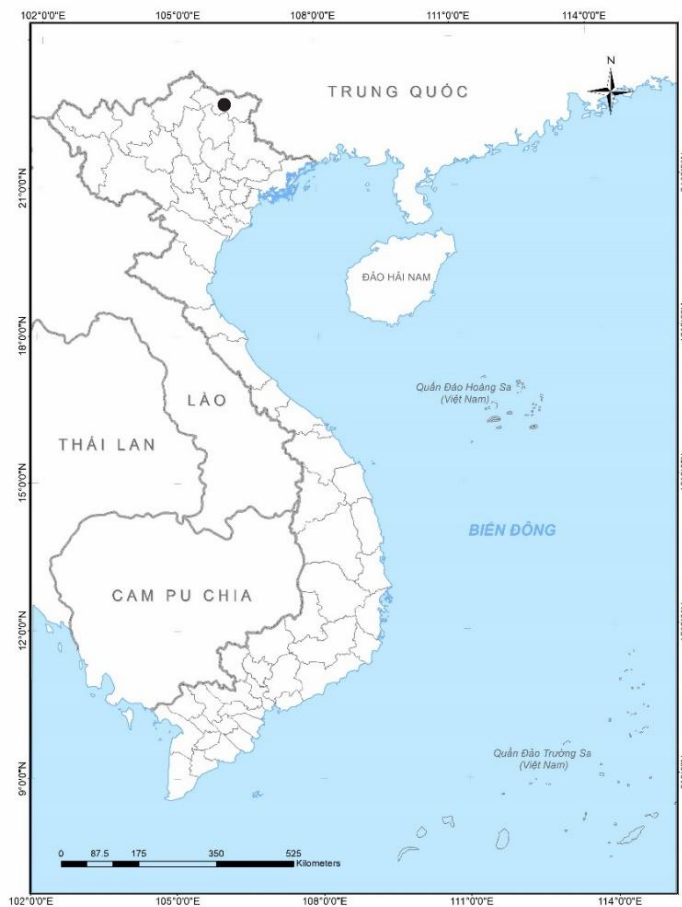 102°0'0"E 105°0'0"E 108°0'0"E 111°0'0"E 114°0'0"E
N
TRUNG QUỐC
21°0'0"N
ĐẢO HẢI NAM
18°0'0"N
Quần Đảo Hoàng Sa
(Việt Nam)
LÀO
THÁI LAN
15°0'0"N
BIỂN ĐÔNG
CAM PU CHIA
12°0'0"N
Quần Đảo Trường Sa
(Việt Nam)
9°0'0"N
0 87.5 175 350 525
Kilometers
102°0'0"E 105°0'0"E 108°0'0"E 111°0'0"E 114°0'0"E